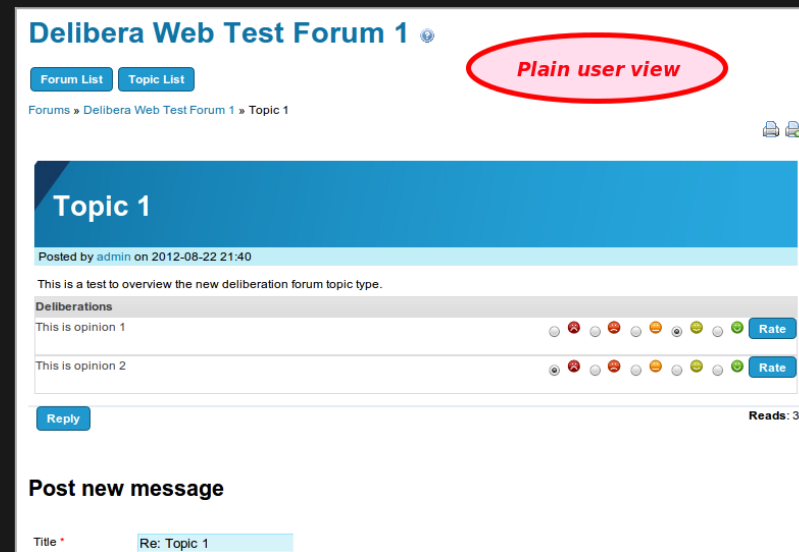 Delibera Web Test Forum 1
Plain user view
Forum List Topic List
Forums » Delibera Web Test Forum 1 » Topic 1
Topic 1
Posted by admin on 2012-08-22 21:40
This is a test to overview the new deliberation forum topic type.
Deliberations
This is opinion 1 Rate
This is opinion 2 Rate
Reply Reads: 3
Post new message
Title * Re: Topic 1